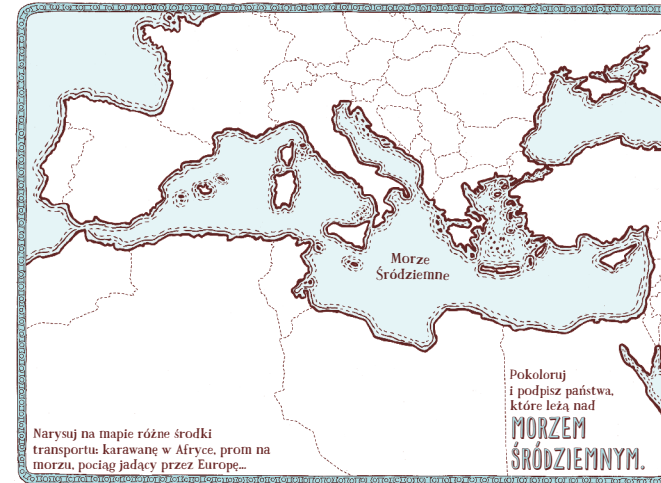 Morze
Śródziemne
Pokoloruj
i podpisz państwa,
które leżą nad
MORZEM
ŚRÓDZIEMNYM.
Narysuj na mapie różne środki
transportu: karawanę w Afryce, prom na
morzu, pociąg jadący przez Europę...